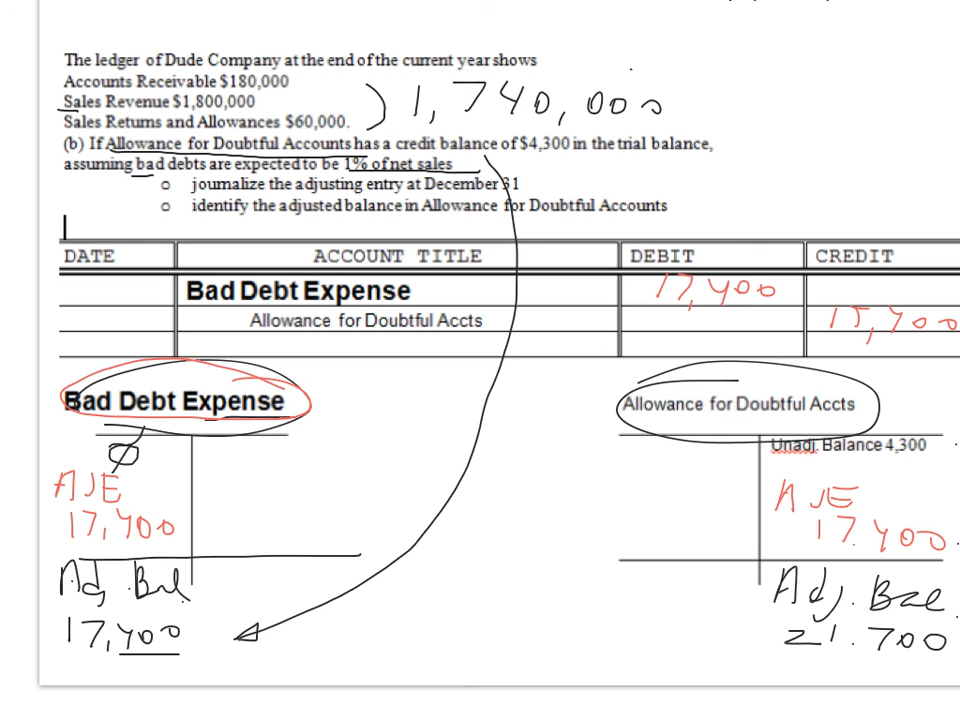 The ledger of Dude Company at the end of the current year shows
Accounts Receivable $180,000
Sales Revenue $1,800,000
Sales Returns and Allowances $60,000.
) 1,740,000
(b) If Allowance for Doubtful Accounts has a credit balance of $4,300 in the trial balance,
assuming bad debts are expected to be 1% of net sales
o journalize the adjusting entry at December 31
o identify the adjusted balance in Allowance for Doubtful Accounts
DATE ACCOUNT TITLE DEBIT CREDIT
Bad Debt Expense 17,400
Allowance for Doubtful Accts 17,400
Bad Debt Expense Allowance for Doubtful Accts
Unadj. Balance 4,300
Ø
AJE AJE
17,400 17.400
Adj. Bal Adj. Bal
17,400 21.700